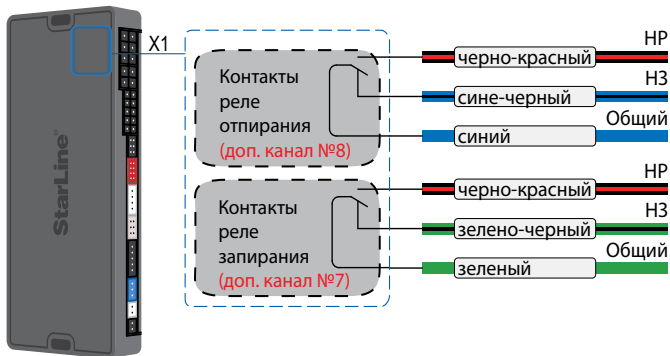 X1
StarLine®
Контакты
реле
отпирания
(доп. канал №8)
черно-красный
НР
сине-черный
НЗ
синий
Общий
Контакты
реле
запирания
(доп. канал №7)
черно-красный
НР
зелено-черный
НЗ
зеленый
Общий